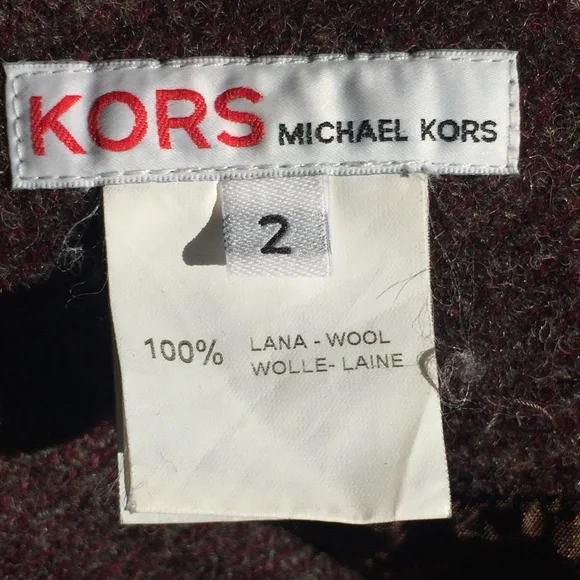 KORS MICHAEL KORS
2
100% LANA - WOOL
WOLLE- LAINE